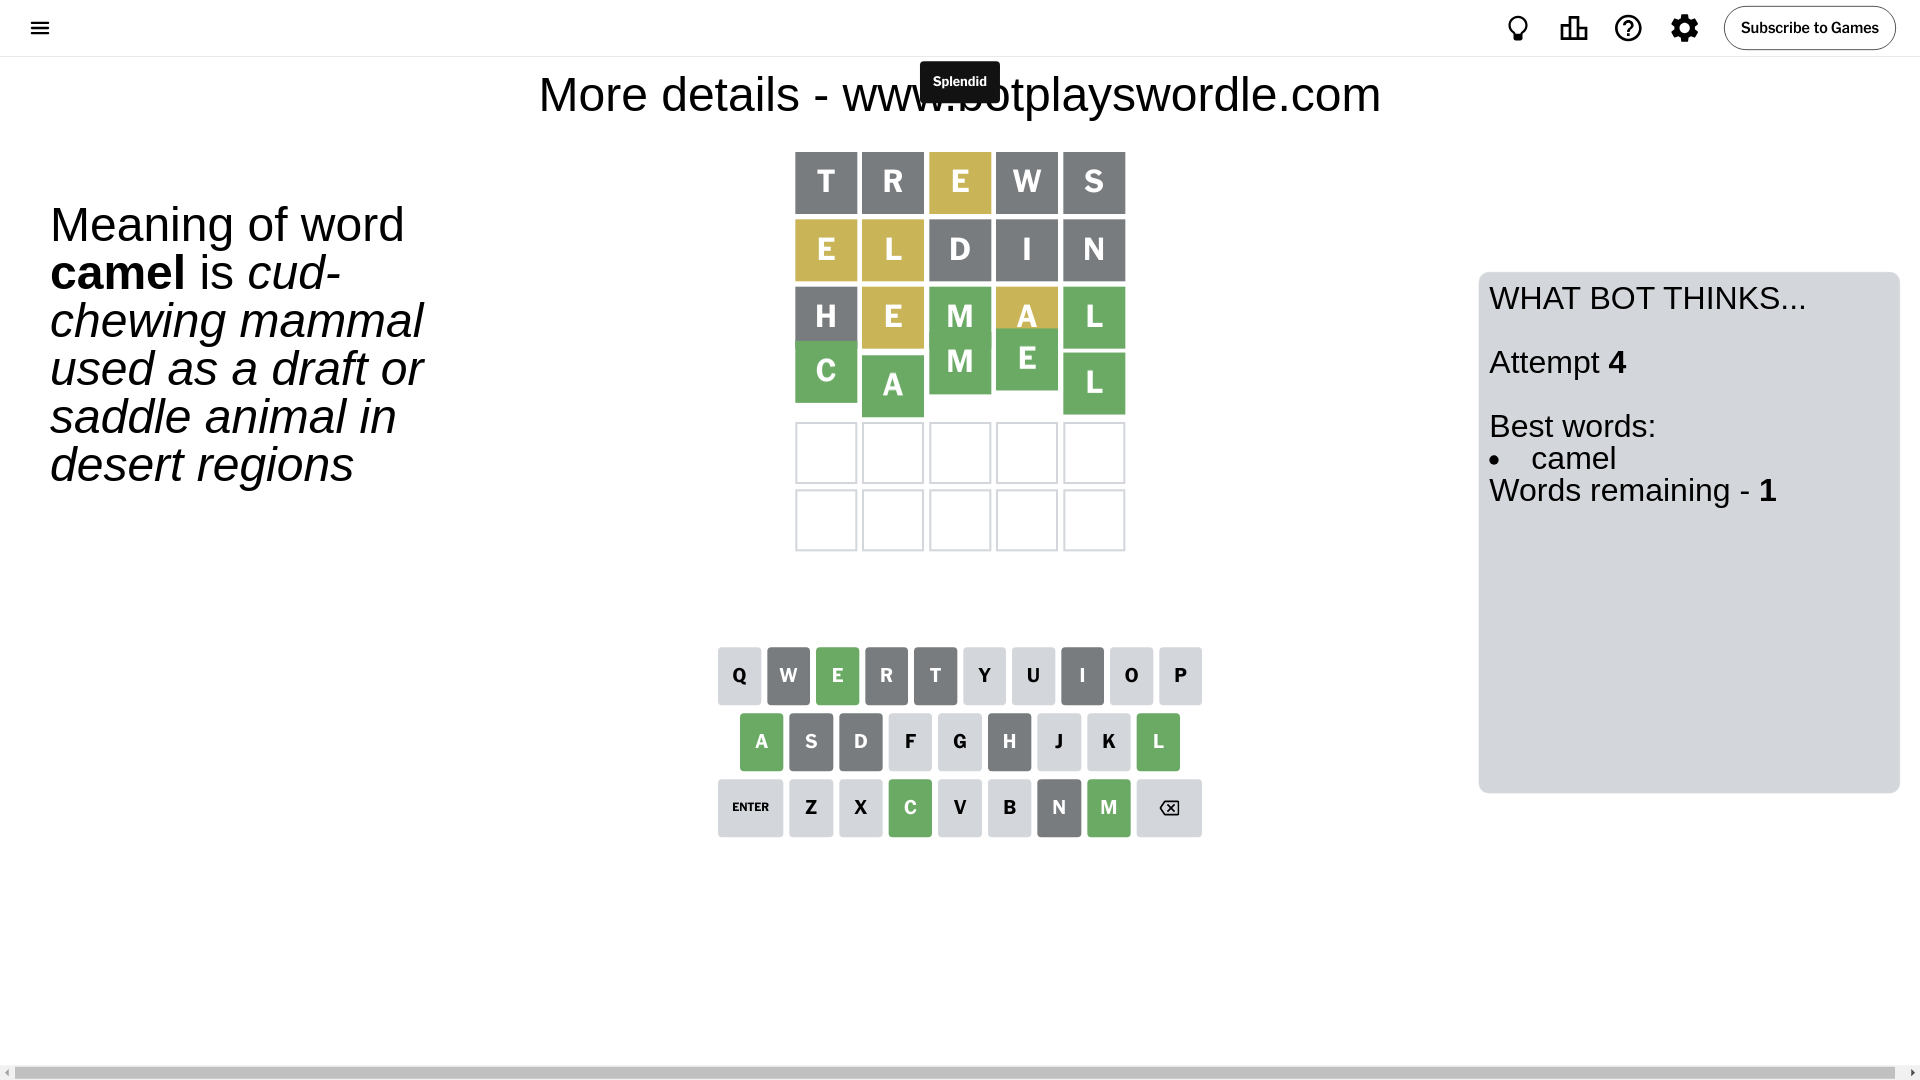 Subscribe to Games
Splendid
More details - www.botplayswordle.com
Meaning of word
camel is cud-
chewing mammal
used as a draft or
saddle animal in
desert regions
T R E W S
E L D I N
H E M A L
C A M E L
WHAT BOT THINKS...
Attempt 4
Best words:
• camel
Words remaining - 1
Q W E R T Y U I O P
A S D F G H J K L
ENTER Z X C V B N M